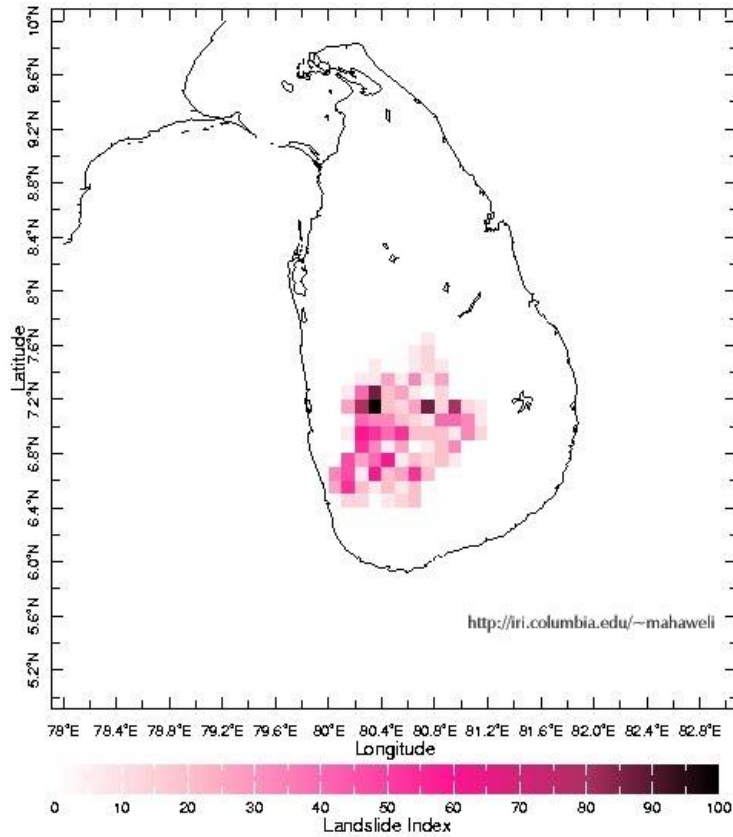 10°N
9.6°N
9.2°N
8.8°N
8.4°N
8°N
7.6°N
7.2°N
6.8°N
6.4°N
6.0°N
5.6°N
5.2°N
Latitude
http://iri.columbia.edu/~mahaweli
78°E 78.4°E 78.8°E 79.2°E 79.6°E 80°E 80.4°E 80.8°E 81.2°E 81.6°E 82.0°E 82.4°E 82.8°E
Longitude
0 10 20 30 40 50 60 70 80 90 100
Landslide Index